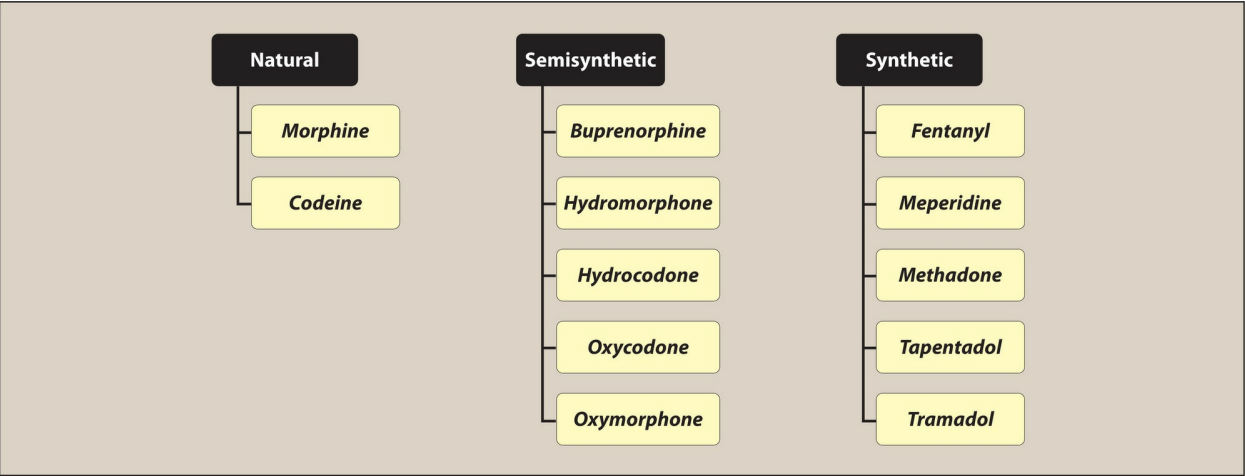 Natural
Morphine
Codeine
Semisynthetic
Buprenorphine
Hydromorphone
Hydrocodone
Oxycodone
Oxymorphone
Synthetic
Fentanyl
Meperidine
Methadone
Tapentadol
Tramadol